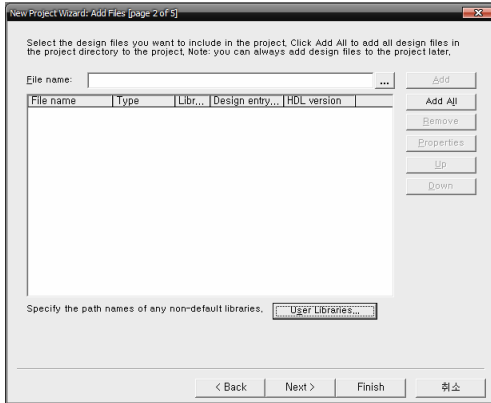 New Project Wizard: Add Files [page 2 of 5]
Select the design files you want to include in the project, Click Add All to add all design files in
the project directory to the project, Note: you can always add design files to the project later,
File name: ... Add
File name Type Libr... Design entry... HDL version Add All
Remove
Properties
Up
Down
Specify the path names of any non-default libraries, User Libraries...
< Back Next > Finish 취소